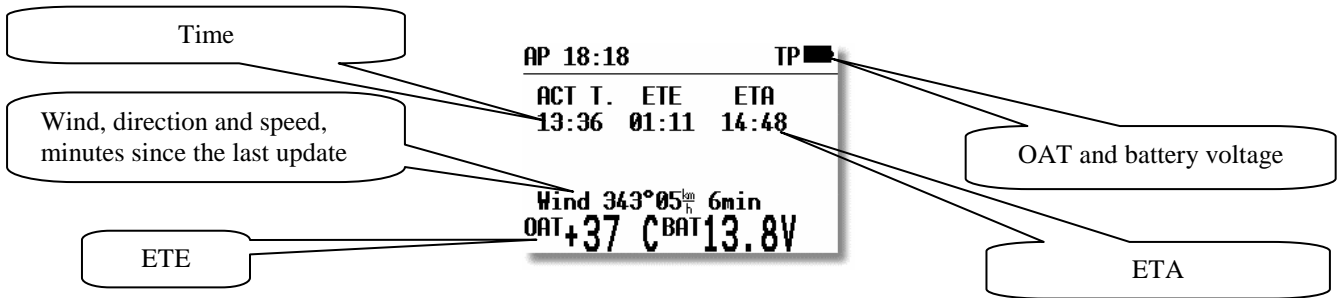 Time
AP 18:18 TP
ACT T. ETE ETA
13:36 01:11 14:48
Wind, direction and speed,
minutes since the last update
OAT and battery voltage
Wind 343°05km/h 6min
OAT+37 C BAT13.8V
ETE
ETA